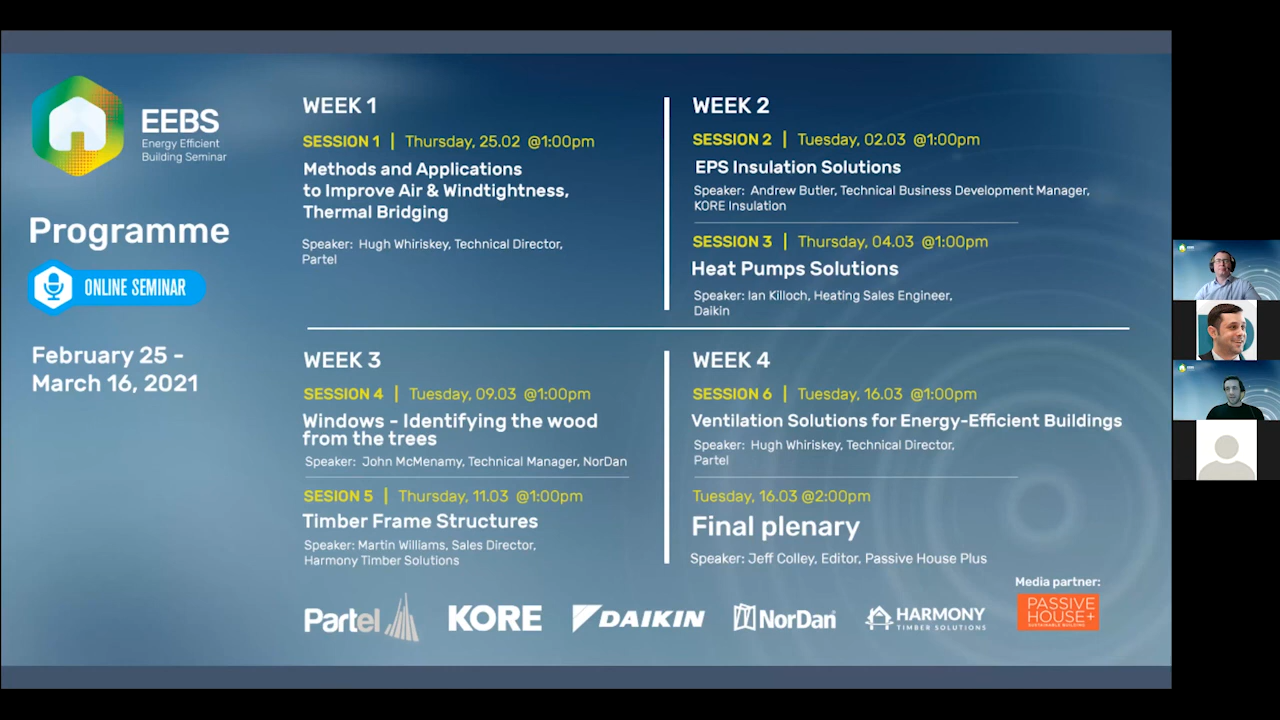 EEBS
Energy Efficient
Building Seminar
Programme
ONLINE SEMINAR
February 25 -
March 16, 2021
WEEK 1
SESSION 1 | Thursday, 25.02 @1:00pm
Methods and Applications
to Improve Air & Windtightness,
Thermal Bridging
Speaker: Hugh Whiriskey, Technical Director,
Partel
WEEK 2
SESSION 2 | Tuesday, 02.03 @1:00pm
EPS Insulation Solutions
Speaker: Andrew Butler, Technical Business Development Manager,
KORE Insulation
SESSION 3 | Thursday, 04.03 @1:00pm
Heat Pumps Solutions
Speaker: Ian Killoch, Heating Sales Engineer,
Daikin
WEEK 3
SESSION 4 | Tuesday, 09.03 @1:00pm
Windows - Identifying the wood
from the trees
Speaker: John McMenamy, Technical Manager, NorDan
SESION 5 | Thursday, 11.03 @1:00pm
Timber Frame Structures
Speaker: Martin Williams, Sales Director,
Harmony Timber Solutions
WEEK 4
SESSION 6 | Tuesday, 16.03 @1:00pm
Ventilation Solutions for Energy-Efficient Buildings
Speaker: Hugh Whiriskey, Technical Director,
Partel
Tuesday, 16.03 @2:00pm
Final plenary
Speaker: Jeff Colley, Editor, Passive House Plus
Media partner:
Partel
KORE
DAIKIN
NorDan
HARMONY
TIMBER SOLUTIONS
PASSIVE
HOUSE+
SUSTAINABLE BUILDING